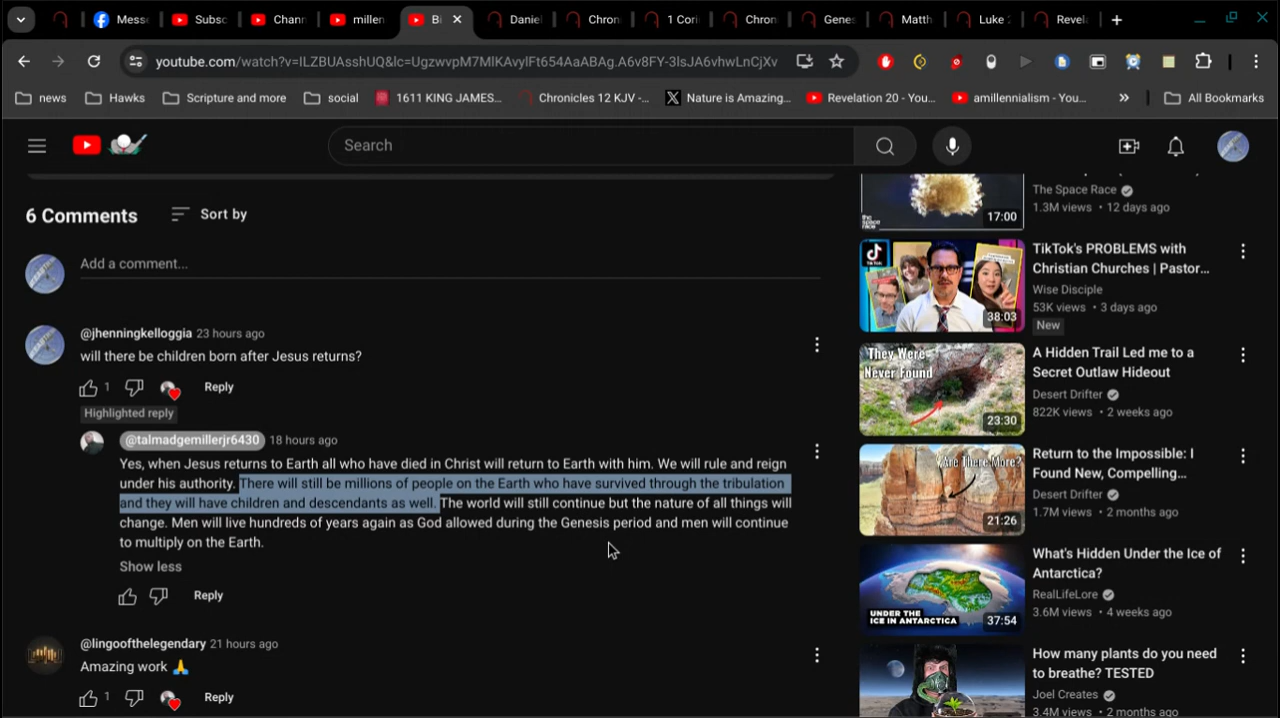 Messe
Subsc
Chann
millen
Bi
Daniel
Chron
1 Cori
Chron
Genes
Matth
Luke
Revela
youtube.com/watch?v=ILZBUAsshUQ&lc=UgzwvpM7MlKAvylFt654AaABAg.A6v8FY-3lsJA6vhwLnCjXv
news
Hawks
Scripture and more
social
1611 KING JAMES...
Chronicles 12 KJV -...
Nature is Amazing...
Revelation 20 - You...
amillennialism - You...
All Bookmarks
Search
6 Comments
Sort by
Add a comment...
@jhenningkelloggia 23 hours ago
will there be children born after Jesus returns?
1
Reply
Highlighted reply
@talmadgemillerjr6430 18 hours ago
Yes, when Jesus returns to Earth all who have died in Christ will return to Earth with him. We will rule and reign
under his authority. There will still be millions of people on the Earth who have survived through the tribulation
and they will have children and descendants as well. The world will still continue but the nature of all things will
change. Men will live hundreds of years again as God allowed during the Genesis period and men will continue
to multiply on the Earth.
Show less
Reply
@lingoofthelegendary 21 hours ago
Amazing work 🙏
1
Reply
the space race
17:00
The Space Race
1.3M views • 12 days ago
38:03
TikTok's PROBLEMS with
Christian Churches | Pastor...
Wise Disciple
53K views • 3 days ago
New
They Were
Never Found
23:30
A Hidden Trail Led me to a
Secret Outlaw Hideout
Desert Drifter
822K views • 2 weeks ago
Are There More?
21:26
Return to the Impossible: I
Found New, Compelling...
Desert Drifter
1.7M views • 2 months ago
UNDER THE
ICE IN ANTARCTICA
37:54
What's Hidden Under the Ice of
Antarctica?
RealLifeLore
3.6M views • 4 weeks ago
How many plants do you need
to breathe? TESTED
Joel Creates
3.4M views • 2 months ago